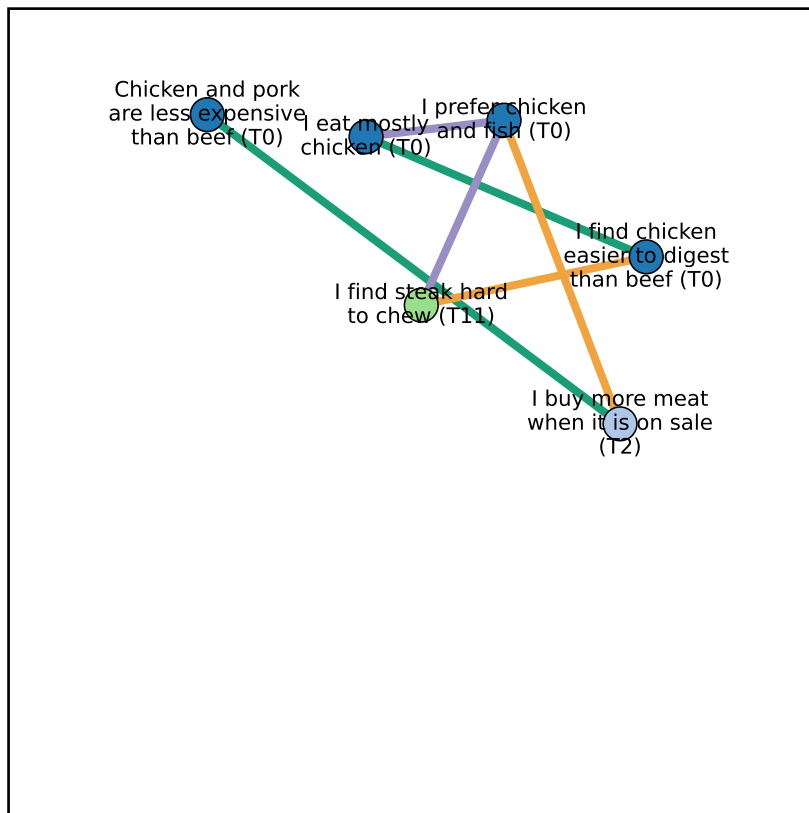 Chicken and pork
are less expensive
than beef (T0)
I eat mostly
chicken (T0)
I prefer chicken
and fish (T0)
I find chicken
easier to digest
than beef (T0)
I find steak hard
to chew (T11)
I buy more meat
when it is on sale
(T2)